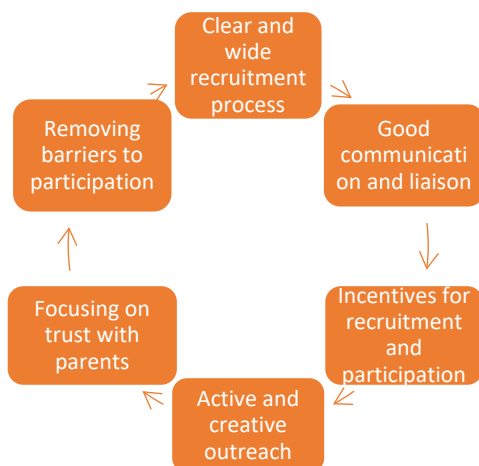 Clear and
wide
recruitment
process
Good
communicati
on and liaison
Incentives for
recruitment
and
participation
Active and
creative
outreach
Focusing on
trust with
parents
Removing
barriers to
participation